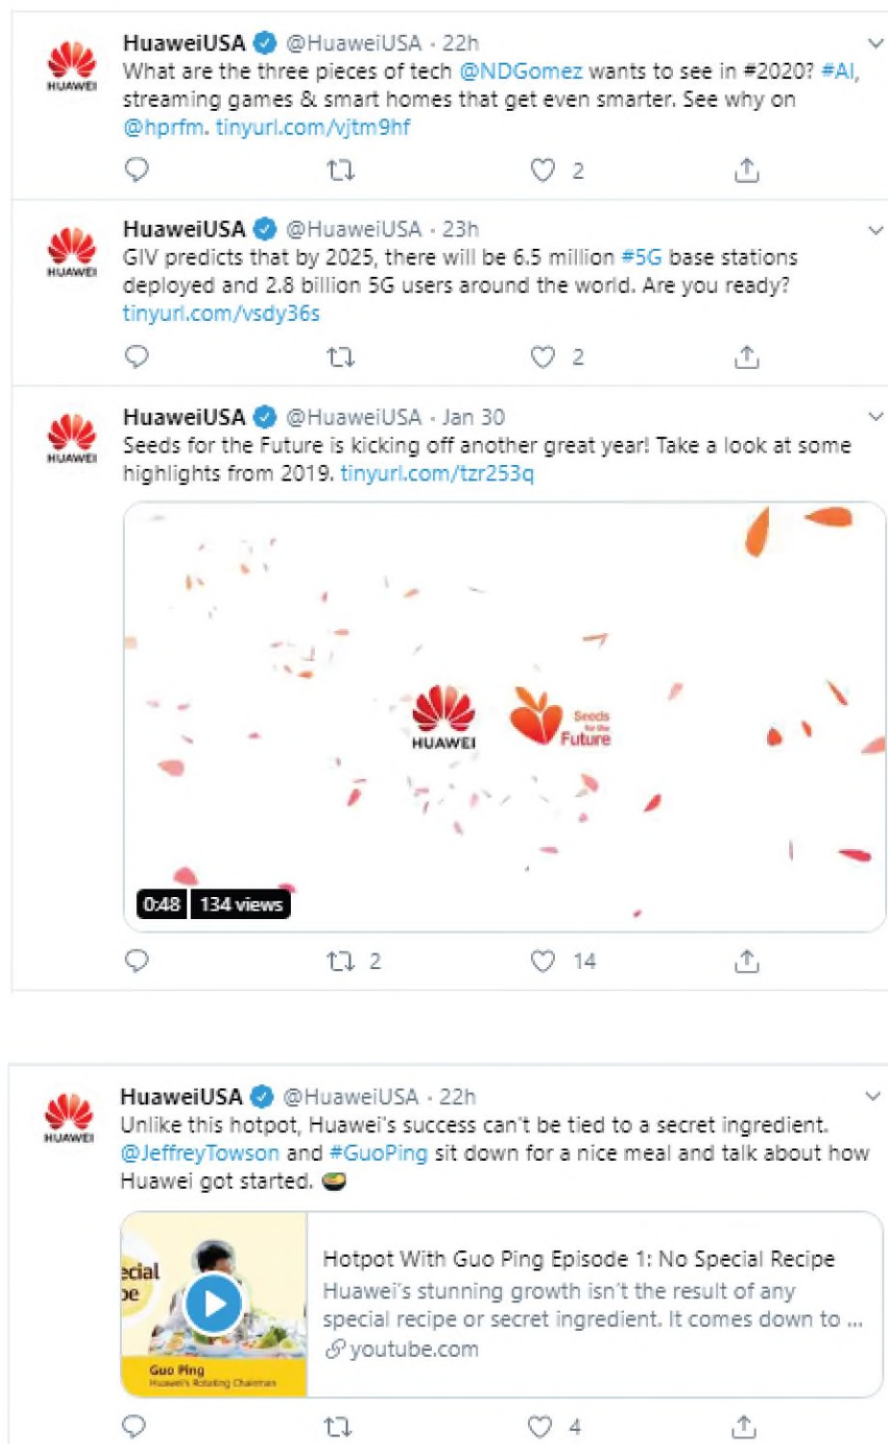 HuaweiUSA @HuaweiUSA · 22h
HUAWEI
What are the three pieces of tech @NDGomez wants to see in #2020? #AI,
streaming games & smart homes that get even smarter. See why on
@hprfm. tinyurl.com/vjtm9hf
2
HuaweiUSA @HuaweiUSA · 23h
HUAWEI
GIV predicts that by 2025, there will be 6.5 million #5G base stations
deployed and 2.8 billion 5G users around the world. Are you ready?
tinyurl.com/vsdy36s
2
HuaweiUSA @HuaweiUSA · Jan 30
HUAWEI
Seeds for the Future is kicking off another great year! Take a look at some
highlights from 2019. tinyurl.com/tzr253q
HUAWEI
Seeds
for the
Future
0:48 134 views
2 14
HuaweiUSA @HuaweiUSA · 22h
HUAWEI
Unlike this hotpot, Huawei's success can't be tied to a secret ingredient.
@JeffreyTowson and #GuoPing sit down for a nice meal and talk about how
Huawei got started.
ecial
pe
Guo Ping
Huawei's Rotating Chairman
Hotpot With Guo Ping Episode 1: No Special Recipe
Huawei's stunning growth isn't the result of any
special recipe or secret ingredient. It comes down to ...
youtube.com
4